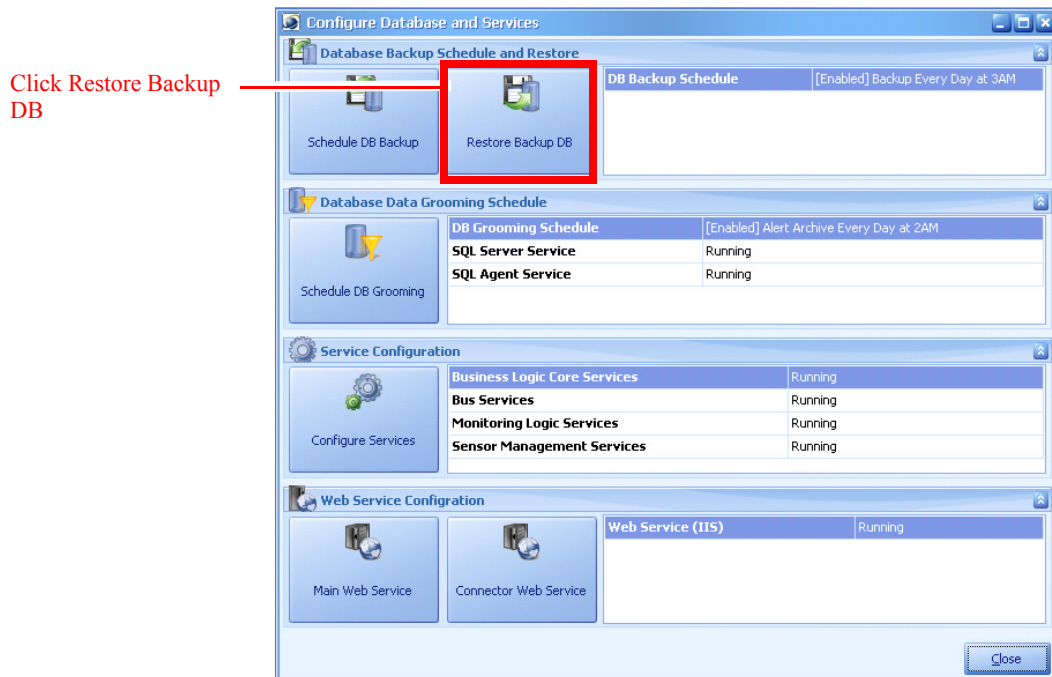 Configure Database and Services
Database Backup Schedule and Restore
Click Restore Backup
DB
Schedule DB Backup
Restore Backup DB
DB Backup Schedule [Enabled] Backup Every Day at 3AM
Database Data Grooming Schedule
Schedule DB Grooming
DB Grooming Schedule [Enabled] Alert Archive Every Day at 2AM
SQL Server Service Running
SQL Agent Service Running
Service Configuration
Configure Services
Business Logic Core Services Running
Bus Services Running
Monitoring Logic Services Running
Sensor Management Services Running
Web Service Configration
Main Web Service
Connector Web Service
Web Service (IIS) Running
Close